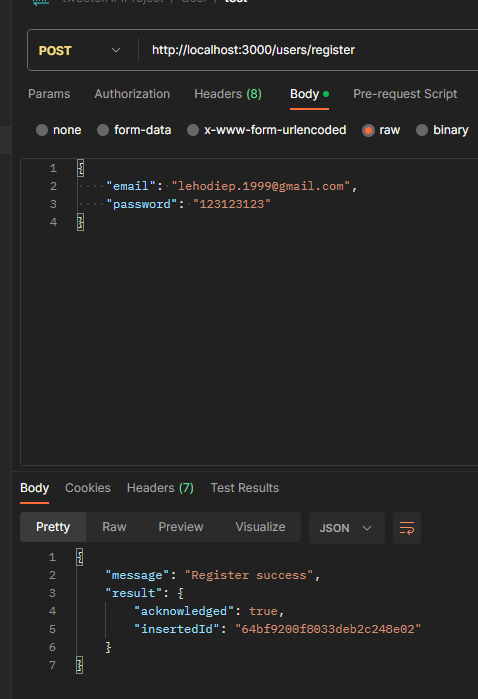 POST http://localhost:3000/users/register
Params Authorization Headers (8) Body Pre-request Script
none form-data x-www-form-urlencoded raw binary
1 {
2 "email": "lehodiep.1999@gmail.com",
3 "password": "123123123"
4 }
Body Cookies Headers (7) Test Results
Pretty Raw Preview Visualize JSON
1 {
2 "message": "Register success",
3 "result": {
4 "acknowledged": true,
5 "insertedId": "64bf9200f8033deb2c248e02"
6 }
7 }